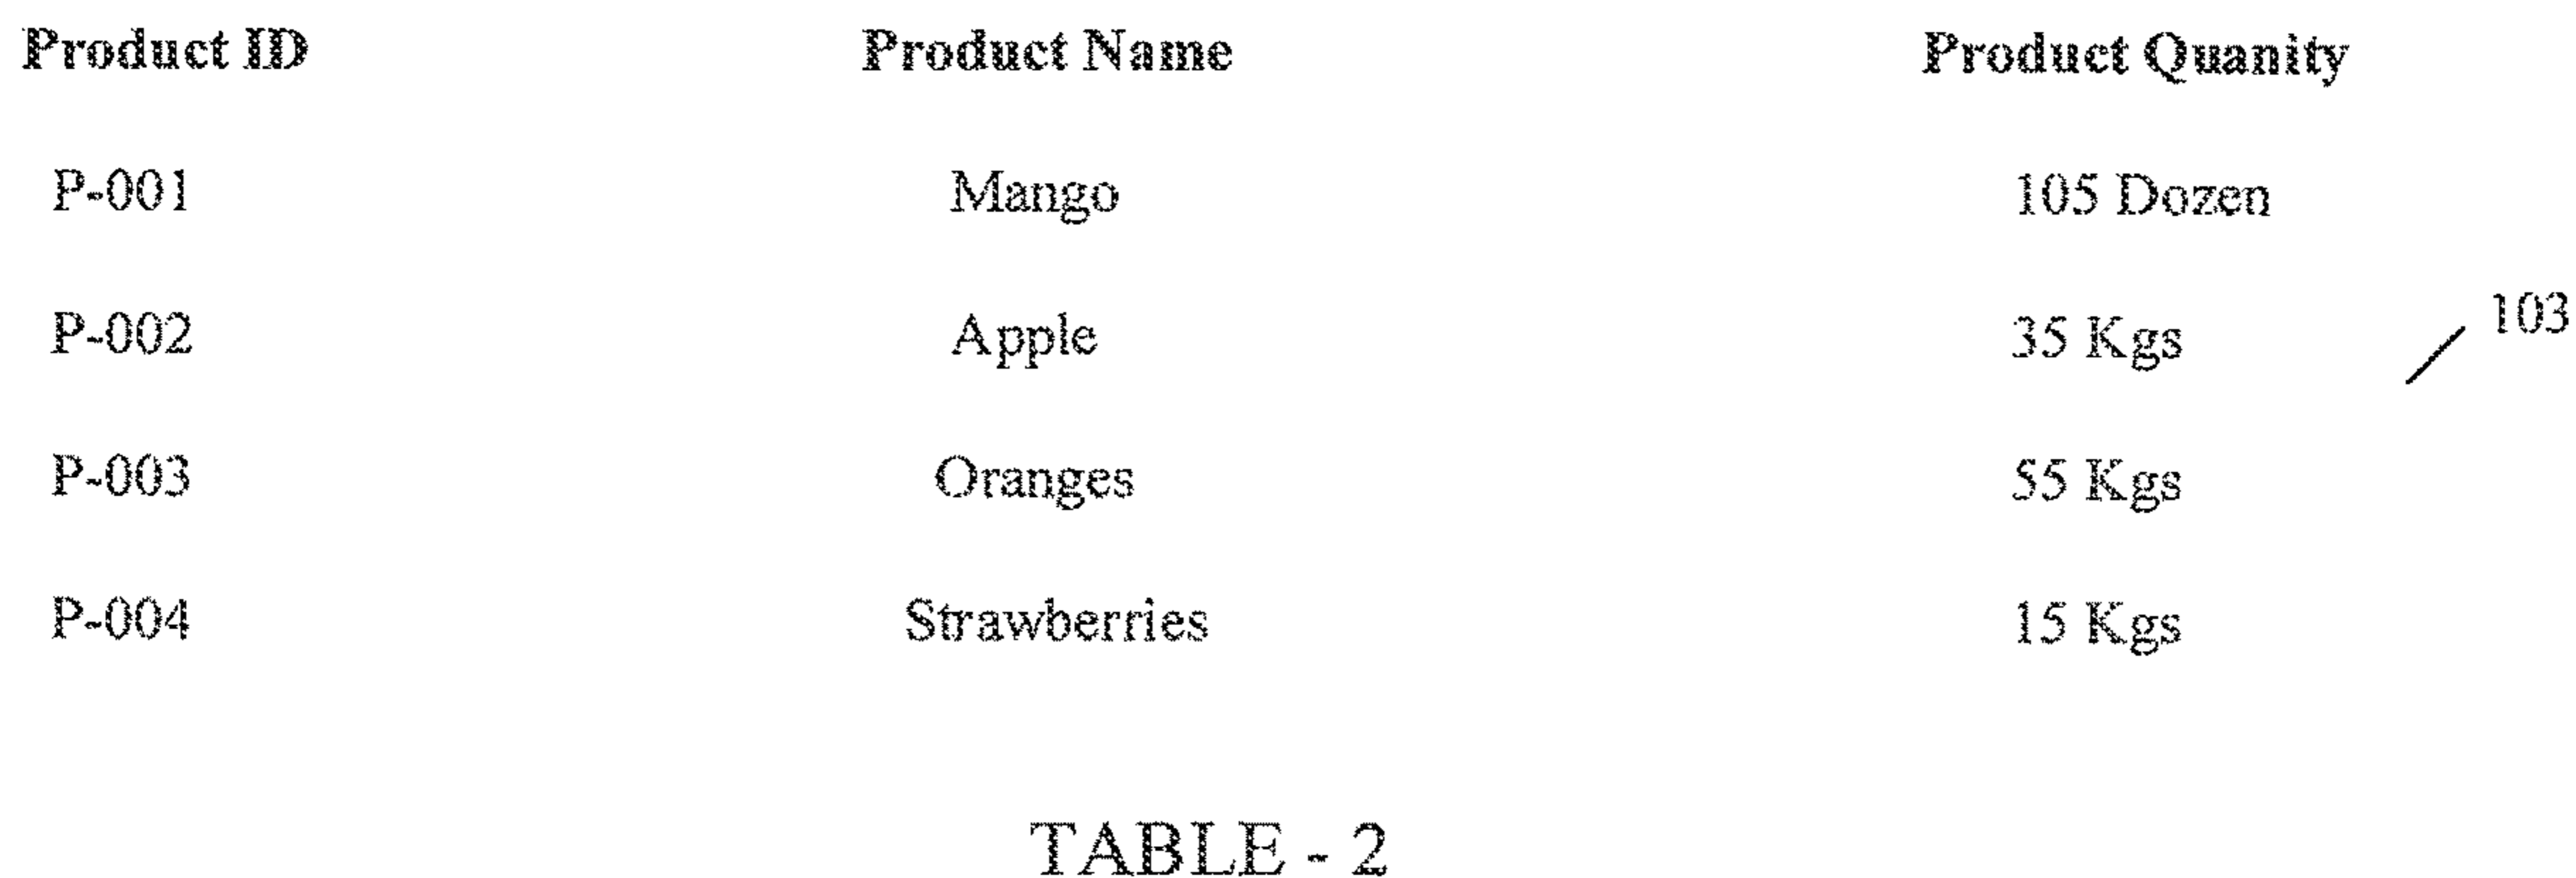 Product ID Product Name Product Quanity
P-001 Mango 105 Dozen
P-002 Apple 35 Kgs 103
P-003 Oranges 55 Kgs
P-004 Strawberries 15 Kgs
TABLE - 2